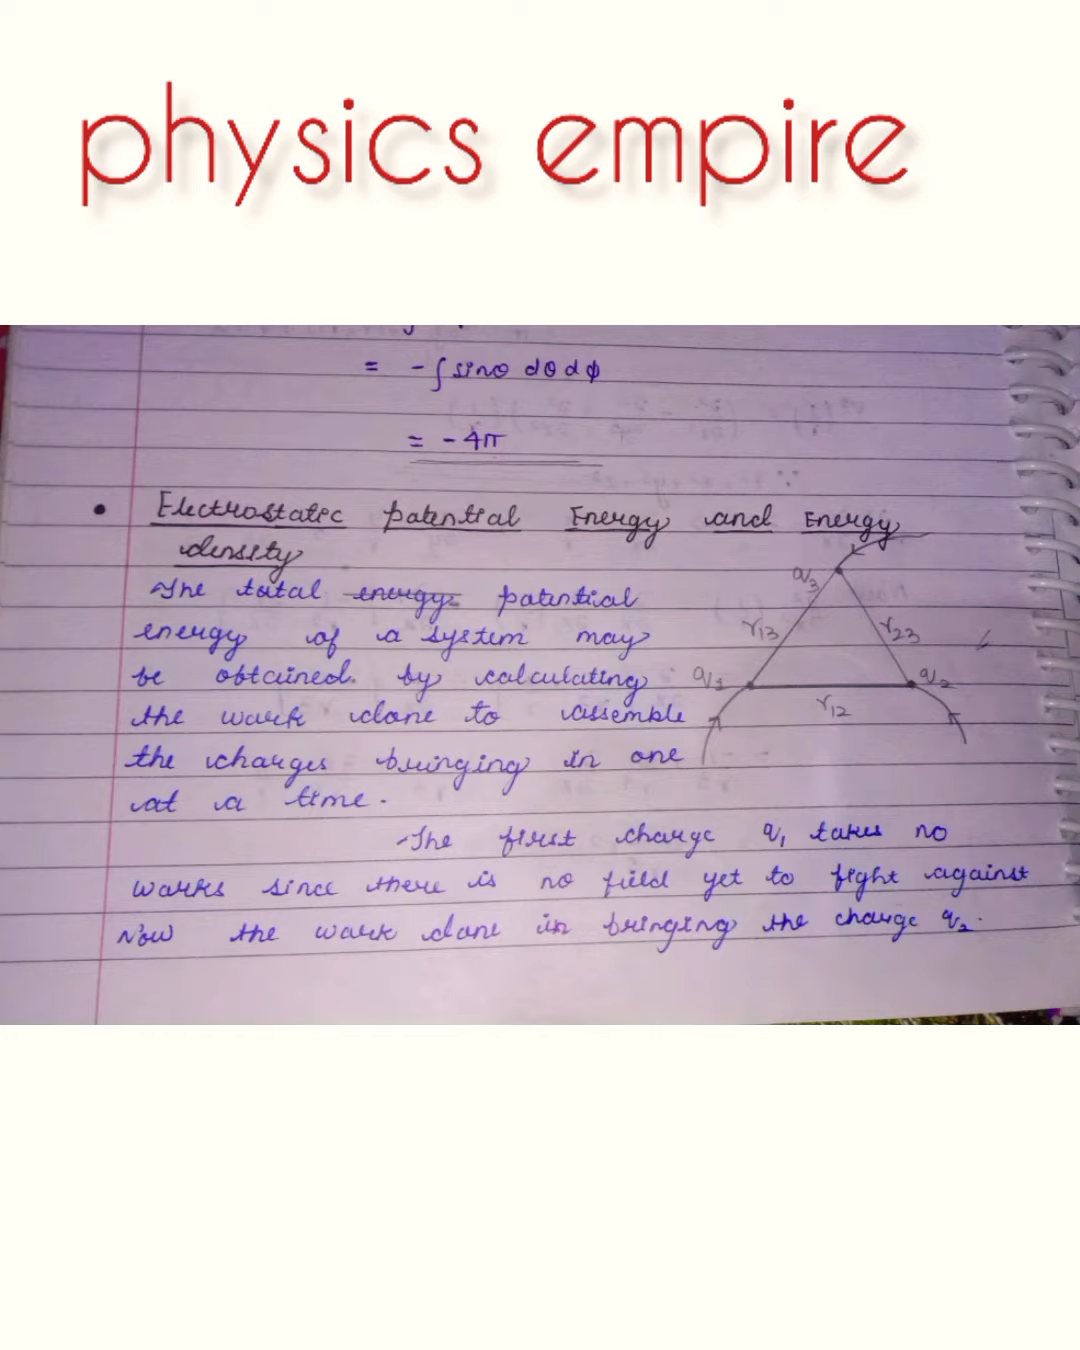 physics empire
= - ∫ sinθ dθ dϕ
= - 4π
• Electrostatic potential Energy and Energy
density
The total energy potential
energy of a system may
be obtained. by calculating
the work done to assemble
the charges bringing in one
at a time.
q3
r13
r23
q1
q2
r12
The first charge q1 takes no
works since there is no field yet to fight against
Now the work done in bringing the charge q2.